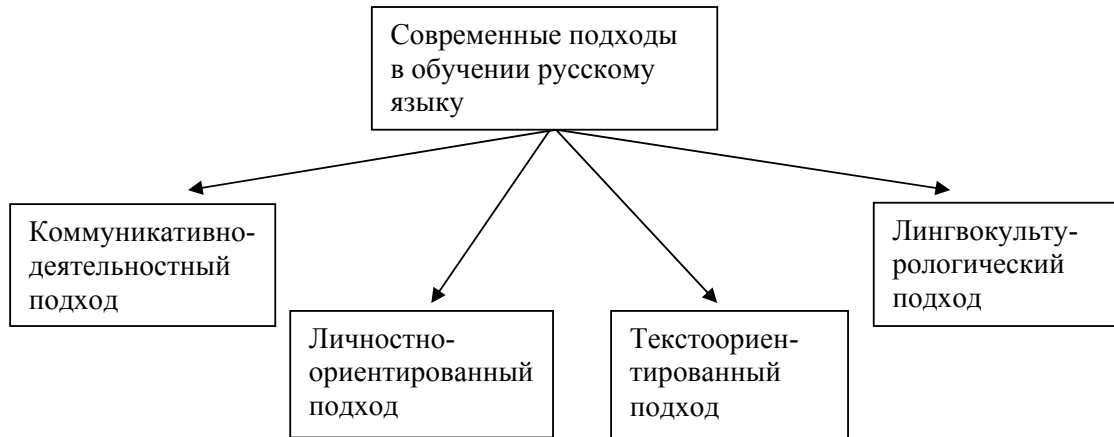 Современные подходы
в обучении русскому
языку
Коммуникативно-
деятельностный
подход
Личностно-
ориентированный
подход
Текстоориен-
тированный
подход
Лингвокульту-
рологический
подход